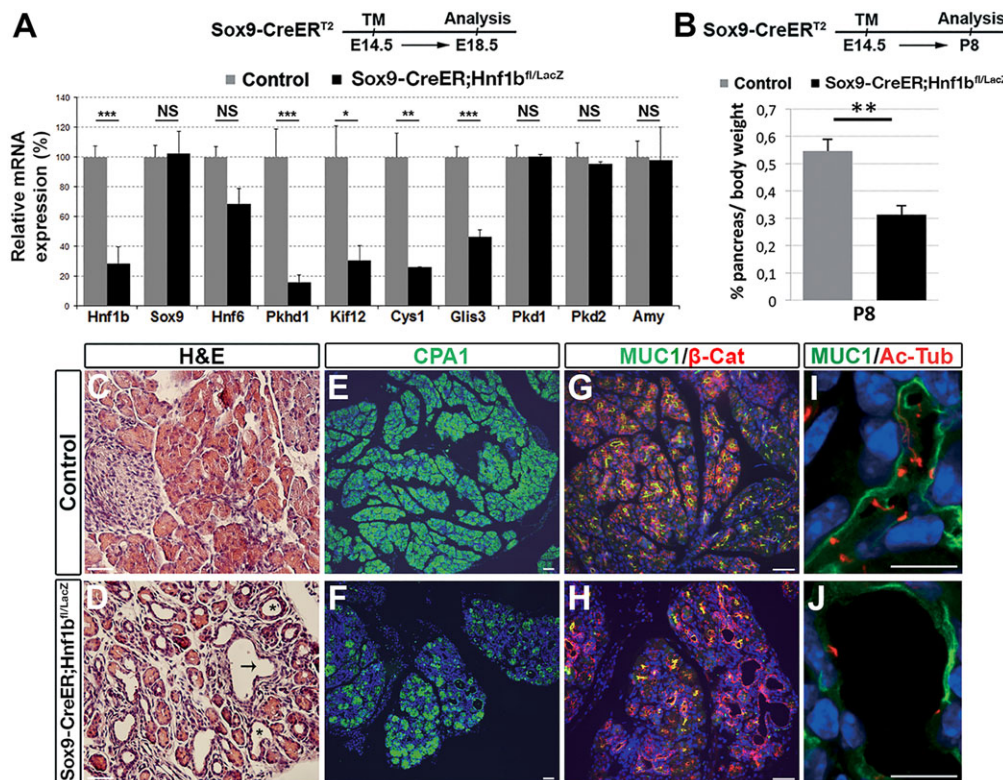 A
Sox9-CreER^T2
TM
Analysis
E14.5
E18.5
Control
Sox9-CreER;Hnf1b^fl/LacZ
Relative mRNA
expression (%)
140
120
100
80
60
40
20
0
***
NS
NS
***
*
**
***
NS
NS
NS
Hnf1b Sox9 Hnf6 Pkhd1 Kif12 Cys1 Glis3 Pkd1 Pkd2 Amy
B
Sox9-CreER^T2
TM
Analysis
E14.5
P8
Control
Sox9-CreER;Hnf1b^fl/LacZ
% pancreas/ body weight
0,7
0,6
0,5
0,4
0,3
0,2
0,1
0
**
P8
H&E
CPA1
MUC1/β-Cat
MUC1/Ac-Tub
Control
C
E
G
I
Sox9-CreER;Hnf1b^fl/LacZ
D
*
*
F
H
J